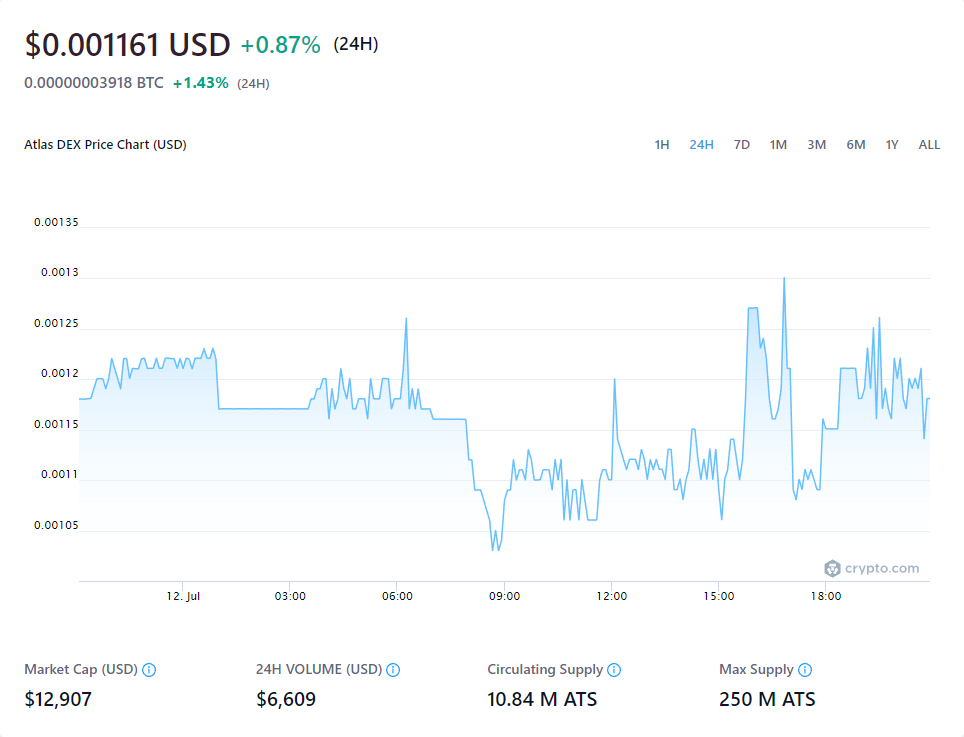 $0.001161 USD +0.87% (24H)
0.00000003918 BTC +1.43% (24H)
Atlas DEX Price Chart (USD) 1H 24H 7D 1M 3M 6M 1Y ALL
0.00135
0.0013
0.00125
0.0012
0.00115
0.0011
0.00105
crypto.com
12. Jul 03:00 06:00 09:00 12:00 15:00 18:00
Market Cap (USD) 24H VOLUME (USD) Circulating Supply Max Supply
$12,907 $6,609 10.84 M ATS 250 M ATS